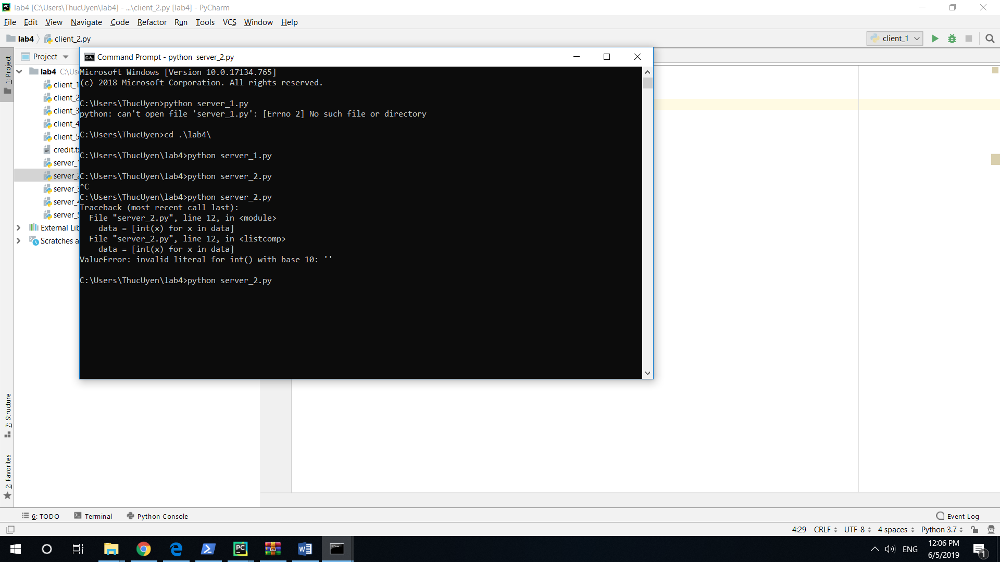 lab4 [C:\Users\ThucUyen\lab4] - ...\client_2.py [lab4] - PyCharm
File Edit View Navigate Code Refactor Run Tools VCS Window Help
lab4 client_2.py client_1
1: Project
Project
Command Prompt - python  server_2.py
lab4 C:\Use
client_1
client_2
client_3
client_4
client_5
credit.tx
server_1
server_2
server_3
server_4
server_5
External Lib
Scratches a
Microsoft Windows [Version 10.0.17134.765]
(c) 2018 Microsoft Corporation. All rights reserved.
C:\Users\ThucUyen>python server_1.py
python: can't open file 'server_1.py': [Errno 2] No such file or directory
C:\Users\ThucUyen>cd .\lab4\
C:\Users\ThucUyen\lab4>python server_1.py
C:\Users\ThucUyen\lab4>python server_2.py
^C
C:\Users\ThucUyen\lab4>python server_2.py
Traceback (most recent call last):
  File "server_2.py", line 12, in <module>
    data = [int(x) for x in data]
  File "server_2.py", line 12, in <listcomp>
    data = [int(x) for x in data]
ValueError: invalid literal for int() with base 10: ''
C:\Users\ThucUyen\lab4>python server_2.py
7: Structure
2: Favorites
6: TODO Terminal Python Console Event Log
4:29 CRLF UTF-8 4 spaces Python 3.7
ENG
12:06 PM
6/5/2019
1